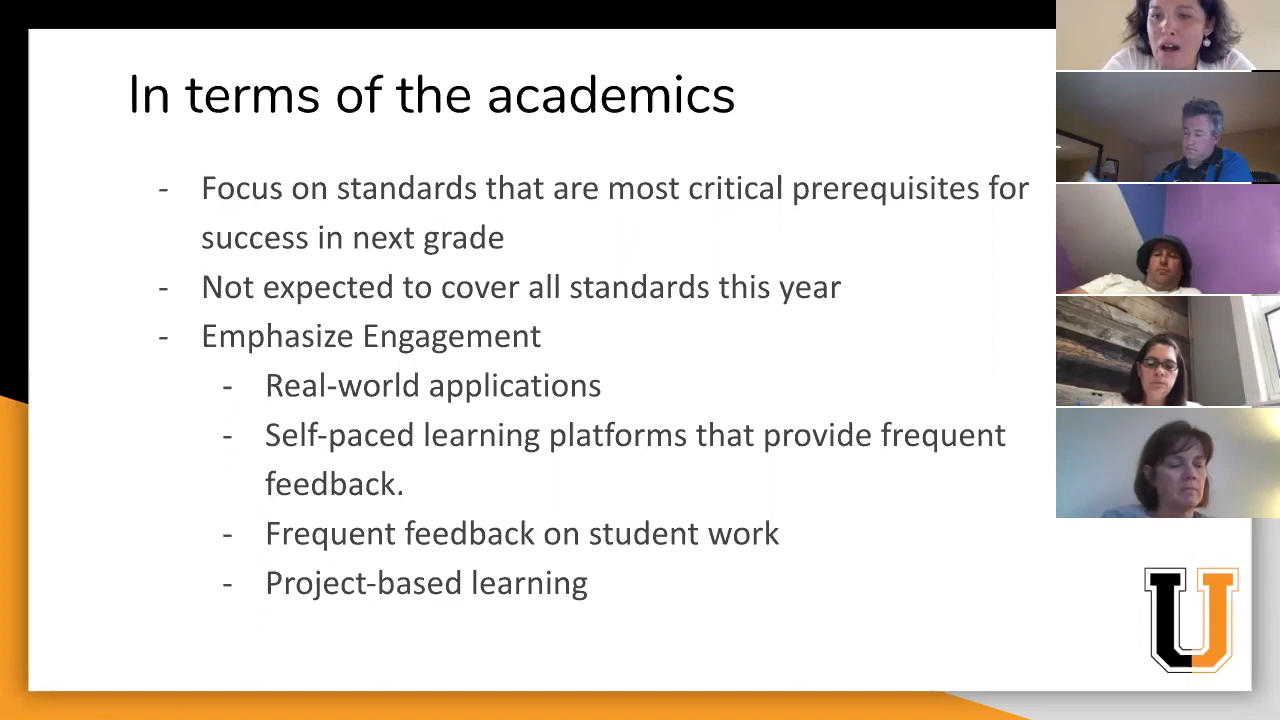 In terms of the academics
- Focus on standards that are most critical prerequisites for
success in next grade
- Not expected to cover all standards this year
- Emphasize Engagement
- Real-world applications
- Self-paced learning platforms that provide frequent
feedback.
- Frequent feedback on student work
- Project-based learning
U